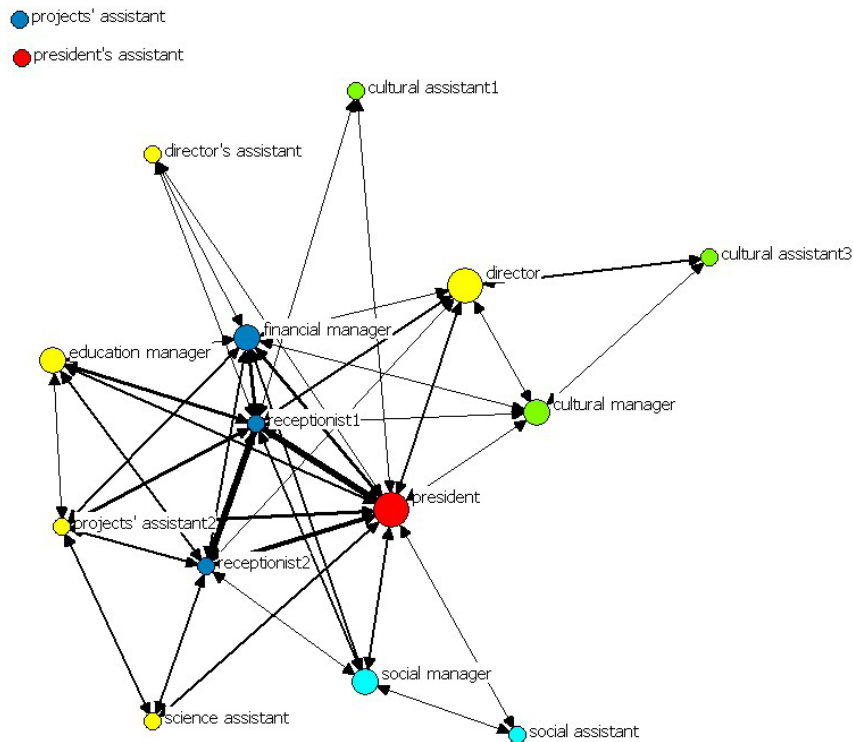 projects' assistant
president's assistant
cultural assistant1
director's assistant
cultural assistant3
director
financial manager
education manager
cultural manager
receptionist1
president
projects' assistant2
receptionist2
social manager
science assistant
social assistant